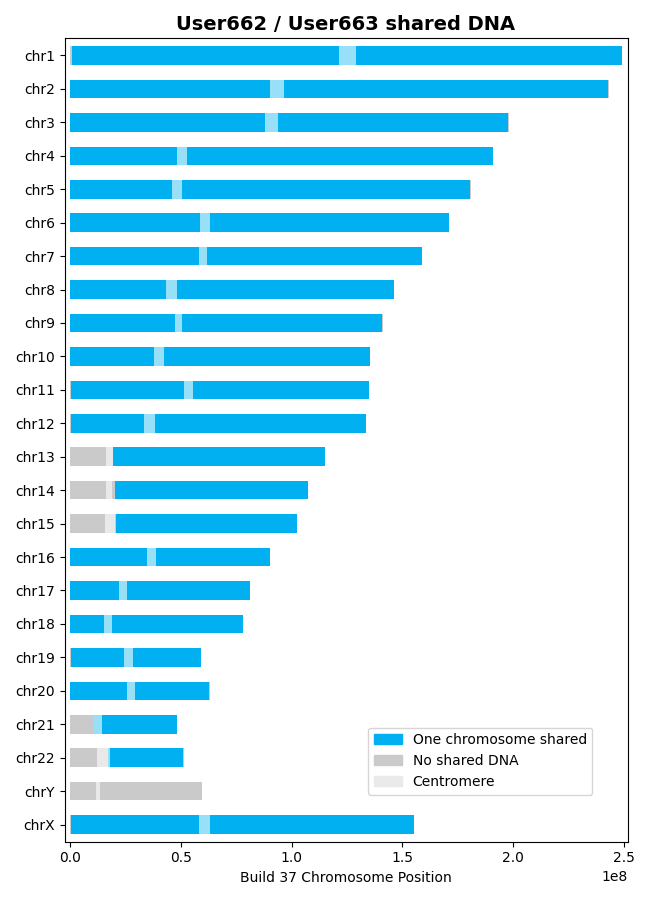 User662 / User663 shared DNA
chr1
chr2
chr3
chr4
chr5
chr6
chr7
chr8
chr9
chr10
chr11
chr12
chr13
chr14
chr15
chr16
chr17
chr18
chr19
chr20
chr21
chr22
chrY
chrX
One chromosome shared
No shared DNA
Centromere
0.0 0.5 1.0 1.5 2.0 2.5
1e8
Build 37 Chromosome Position